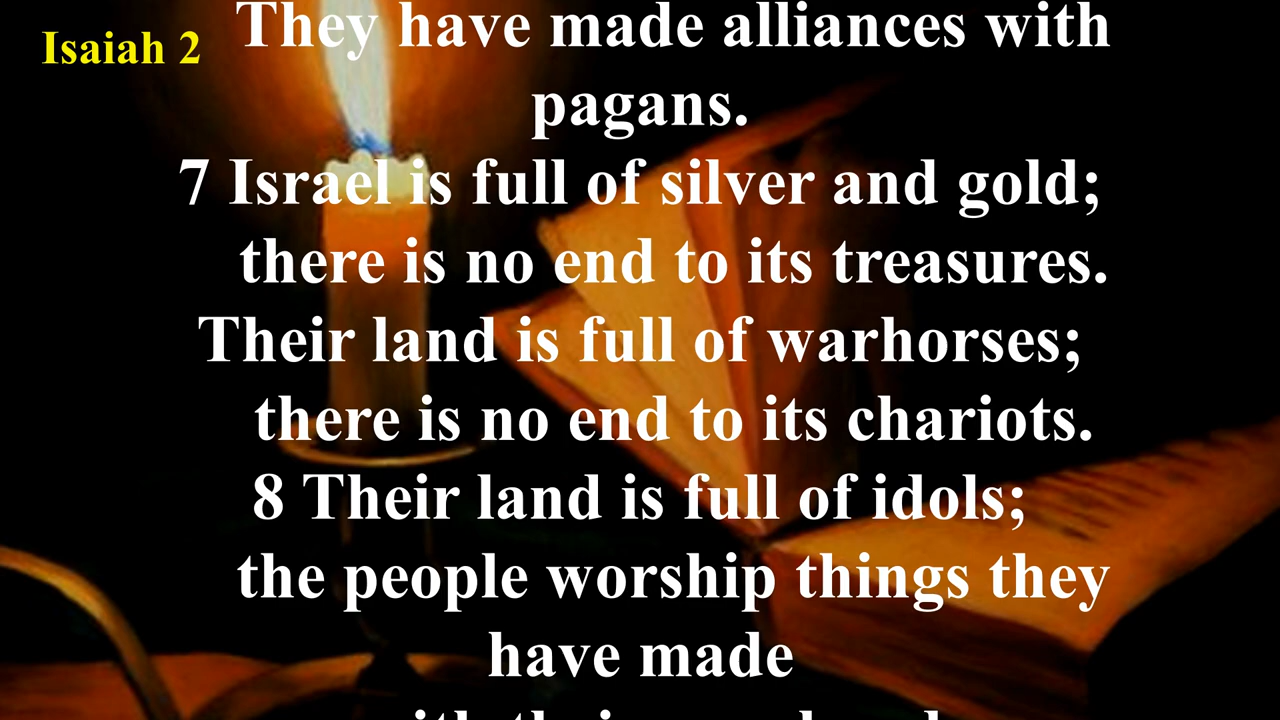 Isaiah 2
They have made alliances with
pagans.
7 Israel is full of silver and gold;
there is no end to its treasures.
Their land is full of warhorses;
there is no end to its chariots.
8 Their land is full of idols;
the people worship things they
have made